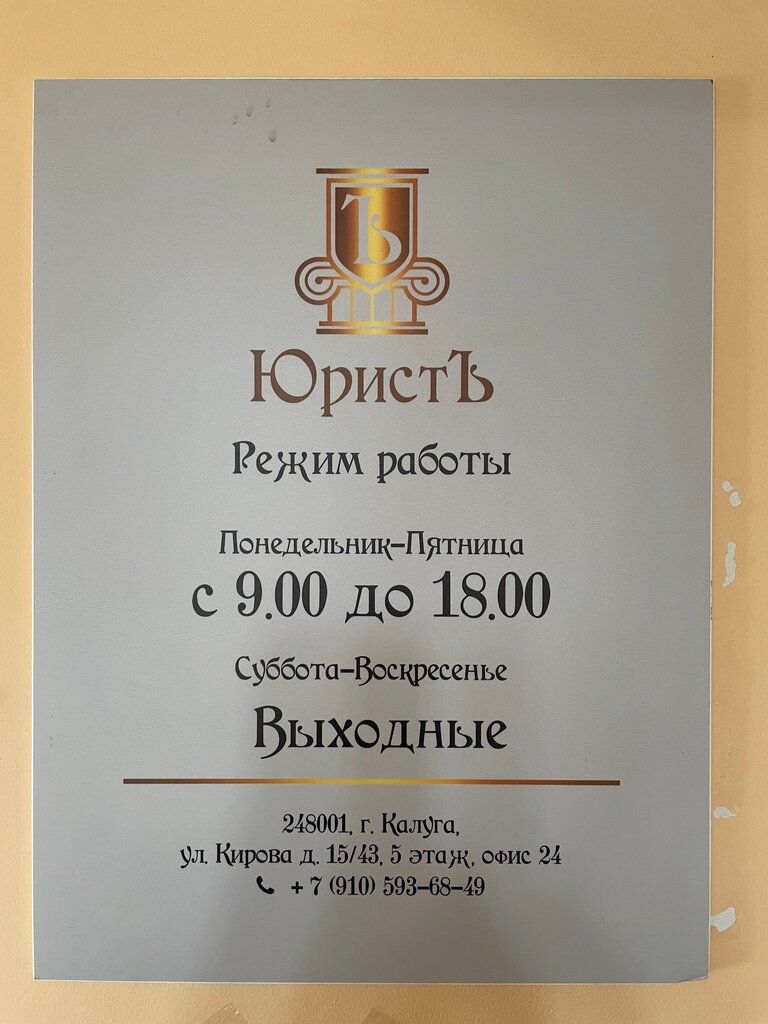 Ъ
ЮристЪ
Режим работы
Понедельник-Пятница
с 9.00 до 18.00
Суббота-Воскресенье
Выходные
248001, г. Калуга,
ул. Кирова д. 15/43, 5 этаж, офис 24
+ 7 (910) 593-68-49